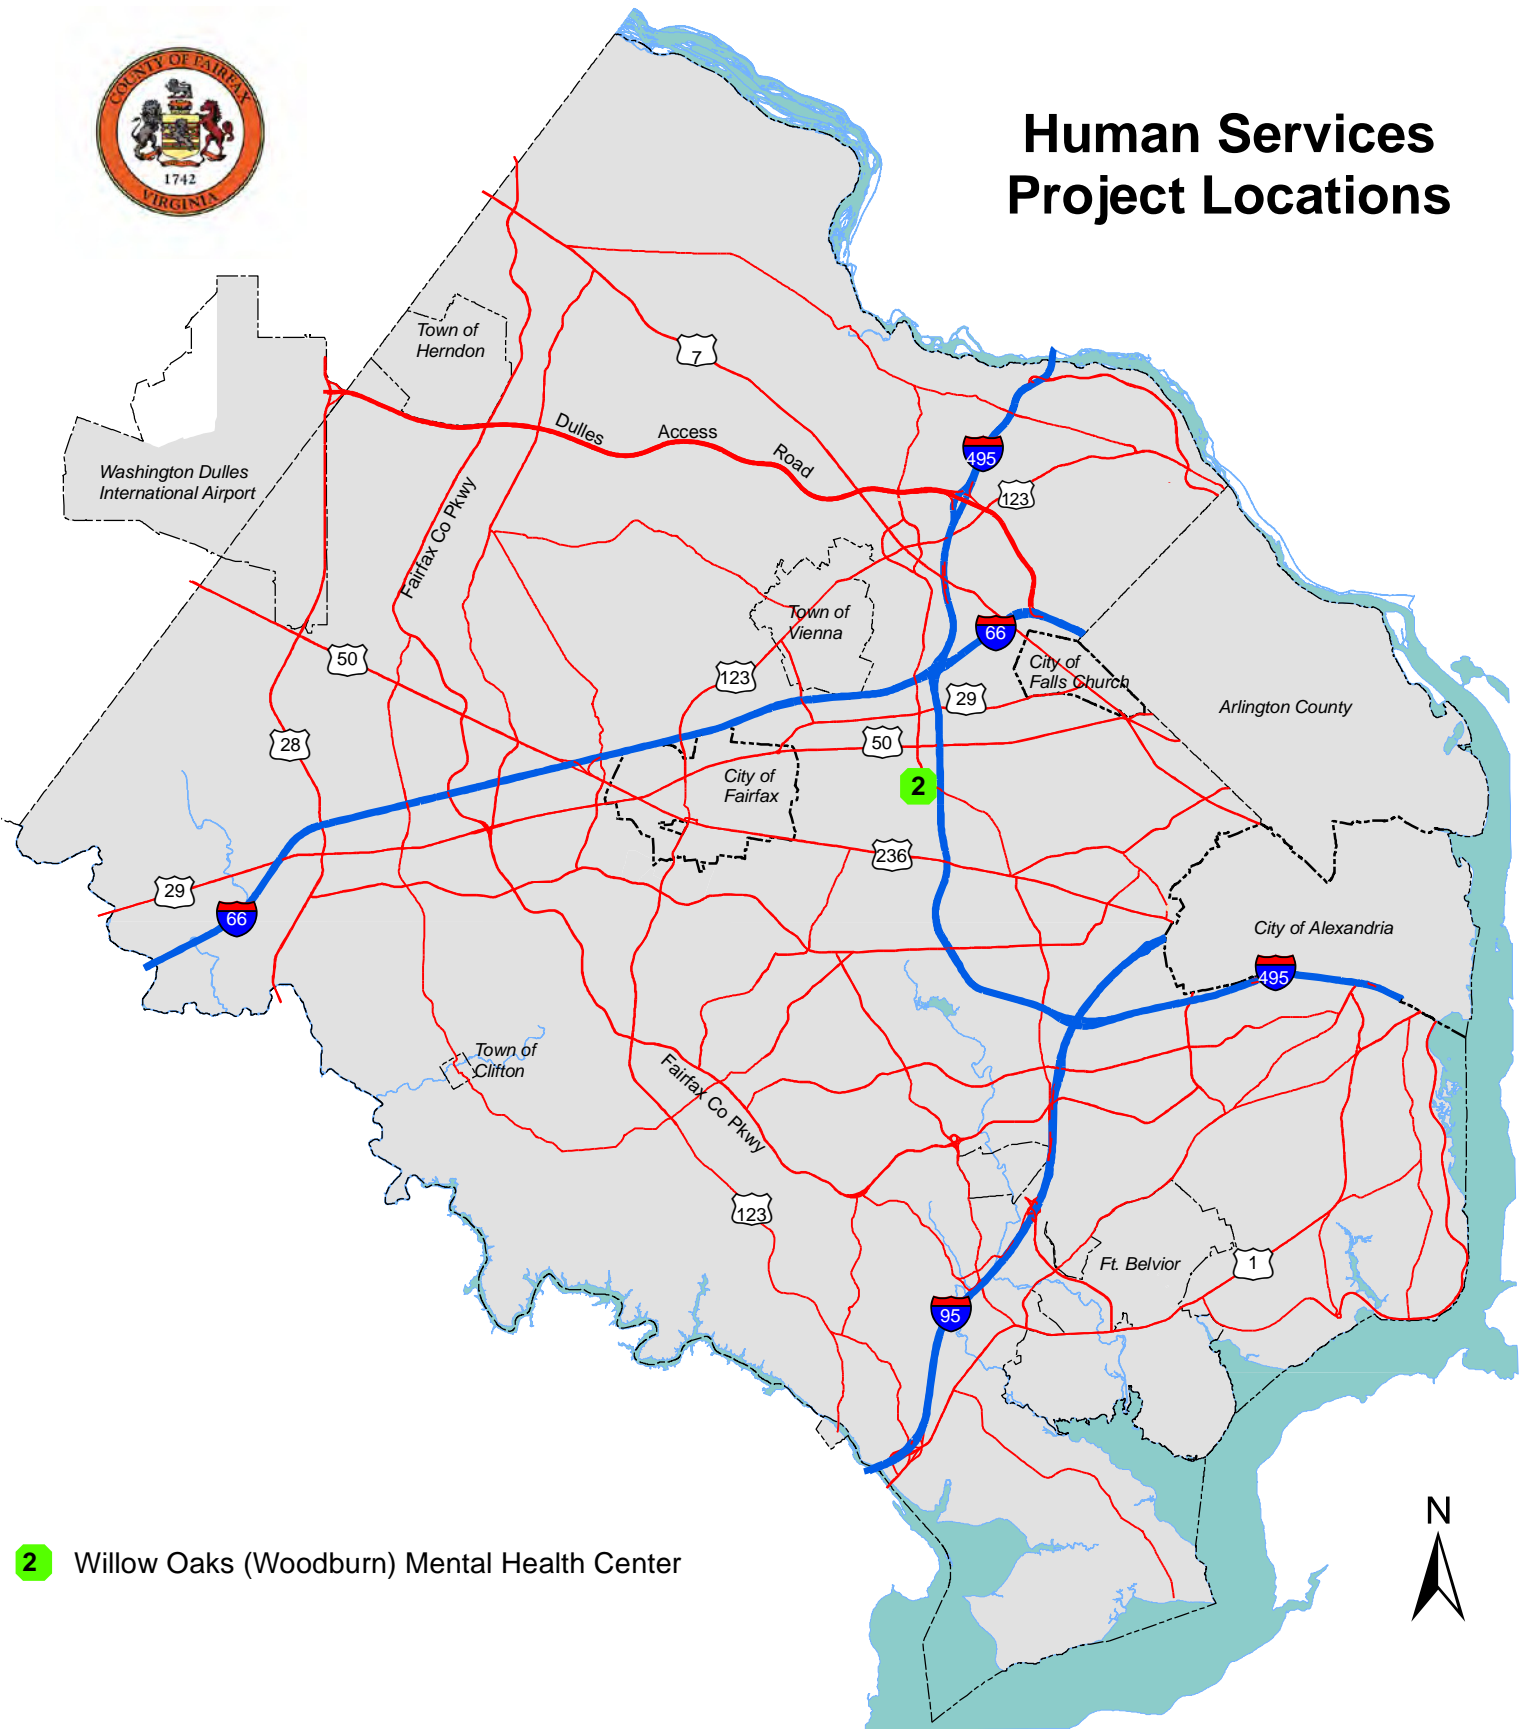 COUNTY OF FAIRFAX
1742
VIRGINIA
Human Services
Project Locations
Town of
Herndon
7
Dulles Access Road
495
123
Washington Dulles
International Airport
Fairfax Co Pkwy
Town of
Vienna
66
50
City of
Falls Church
123
29
Arlington County
28
50
City of
Fairfax
2
236
29
66
City of Alexandria
495
Town of
Clifton
Fairfax Co Pkwy
123
Ft. Belvior
1
95
N
2 Willow Oaks (Woodburn) Mental Health Center